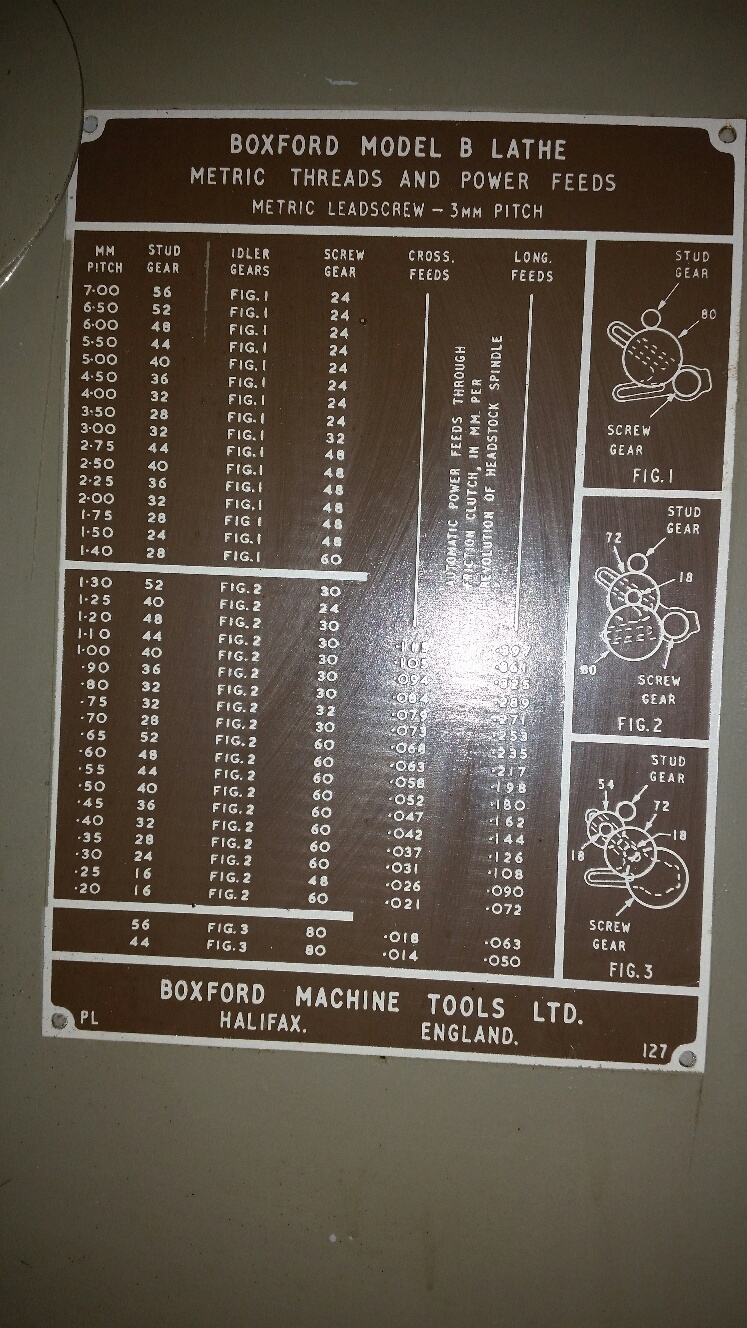 BOXFORD MODEL B LATHE
METRIC THREADS AND POWER FEEDS
METRIC LEADSCREW – 3MM PITCH
MM PITCH STUD GEAR IDLER GEARS SCREW GEAR CROSS. FEEDS LONG. FEEDS
7·00 56 FIG.1 24
6·50 52 FIG.1 24
6·00 48 FIG.1 24
5·50 44 FIG.1 24
5·00 40 FIG.1 24
4·50 36 FIG.1 24
4·00 32 FIG.1 24
3·50 28 FIG.1 24
3·00 32 FIG.1 32
2·75 44 FIG.1 48
2·50 40 FIG.1 48
2·25 36 FIG.1 48
2·00 32 FIG.1 48
1·75 28 FIG 1 48
1·50 24 FIG.1 48
1·40 28 FIG.1 60
AUTOMATIC POWER FEEDS THROUGH
FRICTION CLUTCH, IN MM. PER
REVOLUTION OF HEADSTOCK SPINDLE
1·30 52 FIG.2 30
1·25 40 FIG.2 24
1·20 48 FIG.2 30
1·10 44 FIG.2 30 ·397
1·00 40 FIG.2 30 ·105 ·361
·90 36 FIG.2 30 ·094 ·325
·80 32 FIG.2 30 ·084 ·289
·75 32 FIG.2 32 ·079 ·271
·70 28 FIG.2 30 ·073 ·253
·65 52 FIG.2 60 ·068 ·235
·60 48 FIG.2 60 ·063 ·217
·55 44 FIG.2 60 ·058 ·198
·50 40 FIG.2 60 ·052 ·180
·45 36 FIG.2 60 ·047 ·162
·40 32 FIG.2 60 ·042 ·144
·35 28 FIG.2 60 ·037 ·126
·30 24 FIG.2 60 ·031 ·108
·25 16 FIG.2 48 ·026 ·090
·20 16 FIG.2 60 ·021 ·072
56 FIG.3 80 ·018 ·063
44 FIG.3 80 ·014 ·050
STUD
GEAR
80
SCREW
GEAR
FIG.1
STUD
GEAR
72
18
80
SCREW
GEAR
FIG.2
STUD
GEAR
54
72
18
18
SCREW
GEAR
FIG.3
BOXFORD MACHINE TOOLS LTD.
HALIFAX. ENGLAND.
PL 127